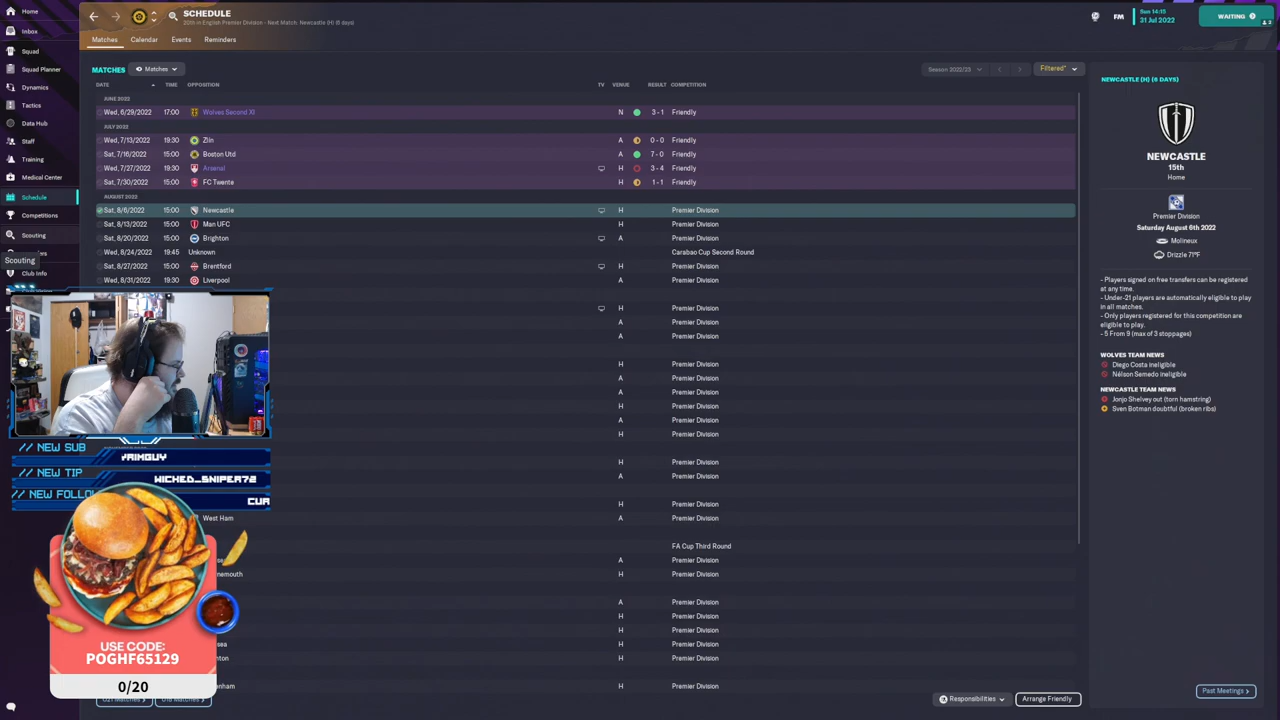 Home
SCHEDULE
20th in English Premier Division - Next Match: Newcastle (H) (6 days)
FM
Sun 14:15
31 Jul 2022
WAITING
Inbox
Matches
Calendar
Events
Reminders
Squad
Squad Planner
Dynamics
Tactics
Data Hub
Staff
Training
Medical Center
Schedule
Competitions
Scouting
Scouting
Club Info
MATCHES
Matches
Season 2022/23
Filtered*
DATE TIME OPPOSITION TV VENUE RESULT COMPETITION
JUNE 2022
Wed, 6/29/2022 17:00 Wolves Second XI N 3 - 1 Friendly
JULY 2022
Wed, 7/13/2022 19:30 Zlín A 0 - 0 Friendly
Sat, 7/16/2022 15:00 Boston Utd A 7 - 0 Friendly
Wed, 7/27/2022 19:30 Arsenal H 3 - 4 Friendly
Sat, 7/30/2022 15:00 FC Twente H 1 - 1 Friendly
AUGUST 2022
Sat, 8/6/2022 15:00 Newcastle H Premier Division
Sat, 8/13/2022 15:00 Man UFC H Premier Division
Sat, 8/20/2022 15:00 Brighton A Premier Division
Wed, 8/24/2022 19:45 Unknown Carabao Cup Second Round
Sat, 8/27/2022 15:00 Brentford H Premier Division
Wed, 8/31/2022 19:30 Liverpool A Premier Division
H Premier Division
A Premier Division
A Premier Division
H Premier Division
A Premier Division
A Premier Division
H Premier Division
A Premier Division
H Premier Division
H Premier Division
A Premier Division
H Premier Division
West Ham A Premier Division
FA Cup Third Round
A Premier Division
H Premier Division
A Premier Division
H Premier Division
H Premier Division
H Premier Division
H Premier Division
Responsibilities
Arrange Friendly
NEWCASTLE (H) (6 DAYS)
NEWCASTLE
15th
Home
Premier Division
Saturday August 6th 2022
Molineux
Drizzle 71°F
- Players signed on free transfers can be registered
at any time.
- Under-21 players are automatically eligible to play
in all matches.
- Only players registered for this competition are
eligible to play.
- 5 From 9 (max of 3 stoppages)
WOLVES TEAM NEWS
Diego Costa ineligible
Nélson Semedo ineligible
NEWCASTLE TEAM NEWS
Jonjo Shelvey out (torn hamstring)
Sven Botman doubtful (broken ribs)
Past Meetings
// NEW SUB
// NEW TIP
WICHED_SNIPER72
// NEW FOLLO
CUR
USE CODE:
POGHF65129
0/20